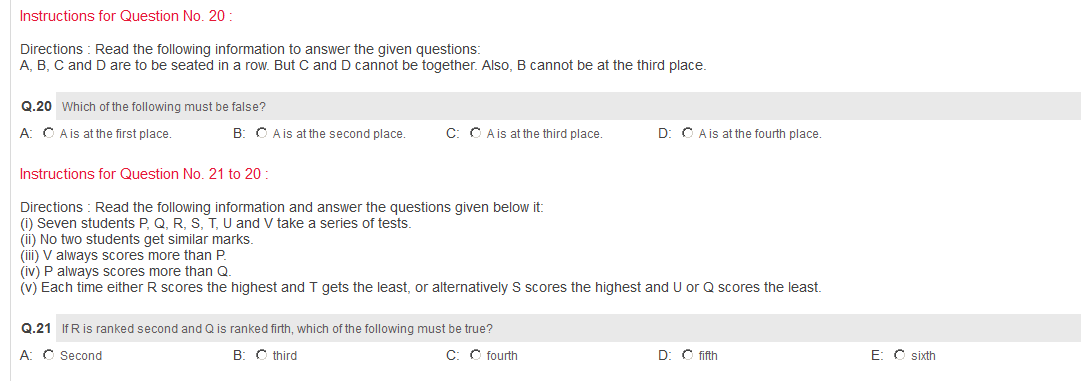 Instructions for Question No. 20 :
Directions : Read the following information to answer the given questions:
A, B, C and D are to be seated in a row. But C and D cannot be together. Also, B cannot be at the third place.
Q.20 Which of the following must be false?
A: A is at the first place. B: A is at the second place. C: A is at the third place. D: A is at the fourth place.
Instructions for Question No. 21 to 20 :
Directions : Read the following information and answer the questions given below it:
(i) Seven students P, Q, R, S, T, U and V take a series of tests.
(ii) No two students get similar marks.
(iii) V always scores more than P.
(iv) P always scores more than Q.
(v) Each time either R scores the highest and T gets the least, or alternatively S scores the highest and U or Q scores the least.
Q.21 If R is ranked second and Q is ranked firth, which of the following must be true?
A: Second B: third C: fourth D: fifth E: sixth